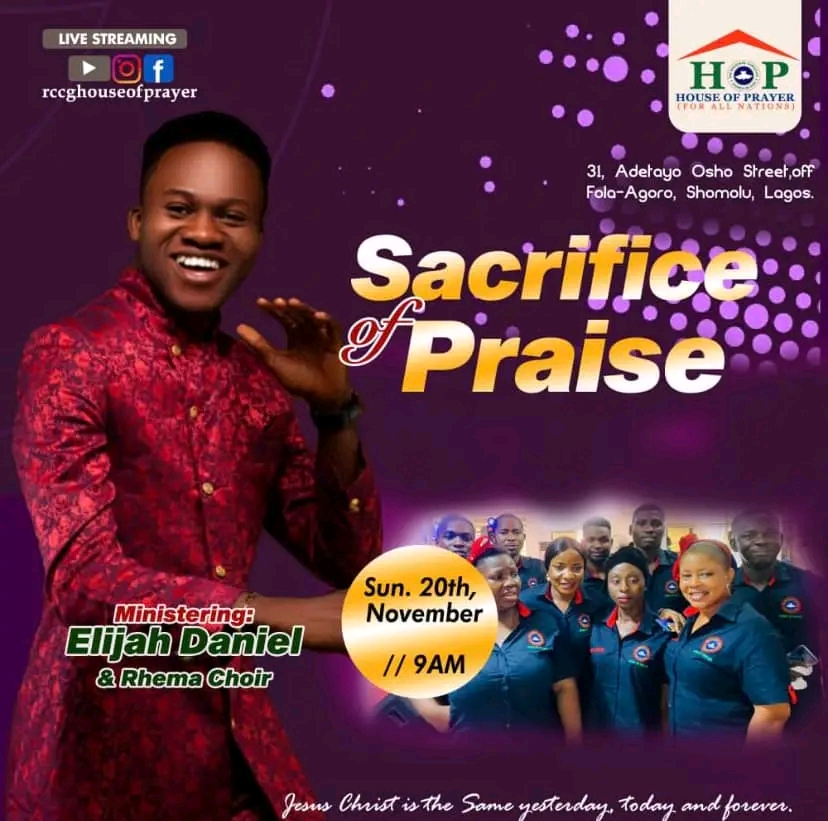 LIVE STREAMING
rccghouseofprayer
HOP
HOUSE OF PRAYER
(FOR ALL NATIONS)
31, Adetayo Osho Street,off
Fola-Agoro, Shomolu, Lagos.
Sacrifice
of
Praise
Sun. 20th,
November
// 9AM
Ministering:
Elijah Daniel
& Rhema Choir
Jesus Christ is the Same yesterday, today and forever.